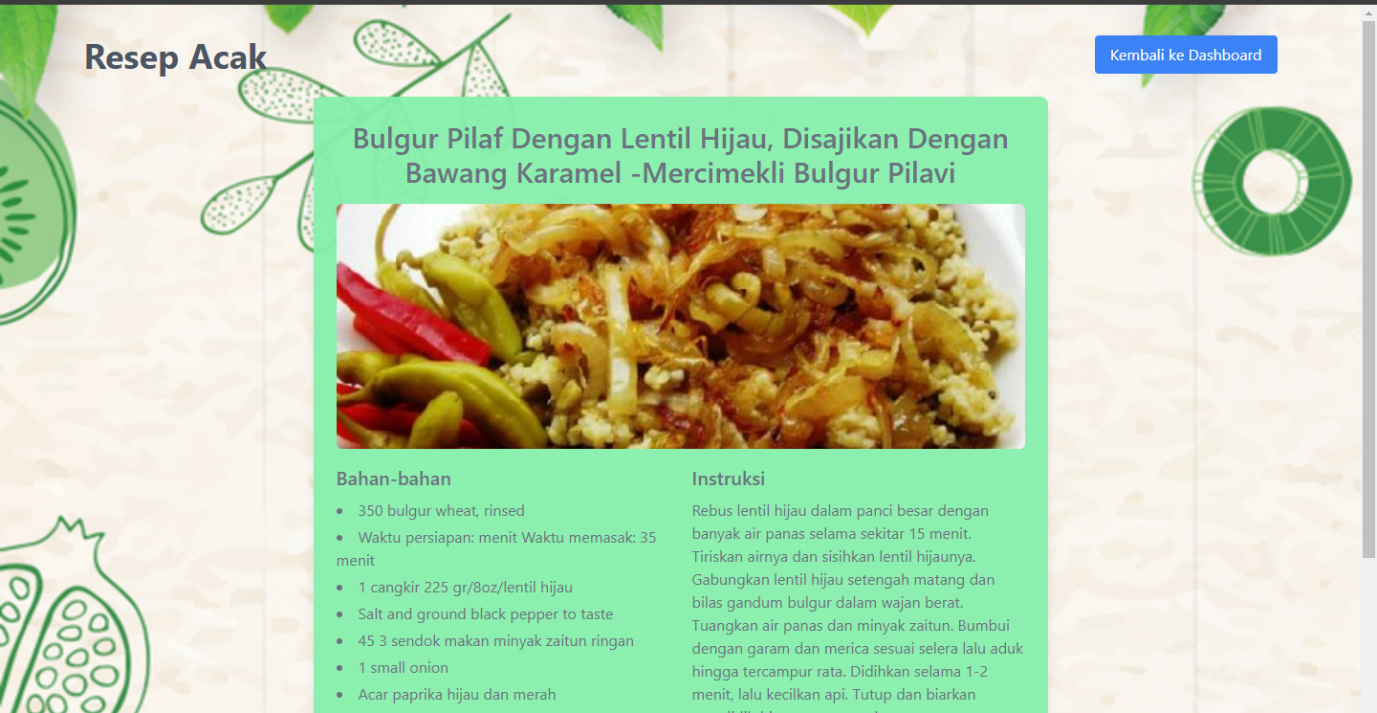 Resep Acak
Kembali ke Dashboard
Bulgur Pilaf Dengan Lentil Hijau, Disajikan Dengan
Bawang Karamel -Mercimekli Bulgur Pilavi
Bahan-bahan
• 350 bulgur wheat, rinsed
• Waktu persiapan: menit Waktu memasak: 35
menit
• 1 cangkir 225 gr/8oz/lentil hijau
• Salt and ground black pepper to taste
• 45 3 sendok makan minyak zaitun ringan
• 1 small onion
• Acar paprika hijau dan merah
Instruksi
Rebus lentil hijau dalam panci besar dengan
banyak air panas selama sekitar 15 menit.
Tiriskan airnya dan sisihkan lentil hijaunya.
Gabungkan lentil hijau setengah matang dan
bilas gandum bulgur dalam wajan berat.
Tuangkan air panas dan minyak zaitun. Bumbui
dengan garam dan merica sesuai selera lalu aduk
hingga tercampur rata. Didihkan selama 1-2
menit, lalu kecilkan api. Tutup dan biarkan